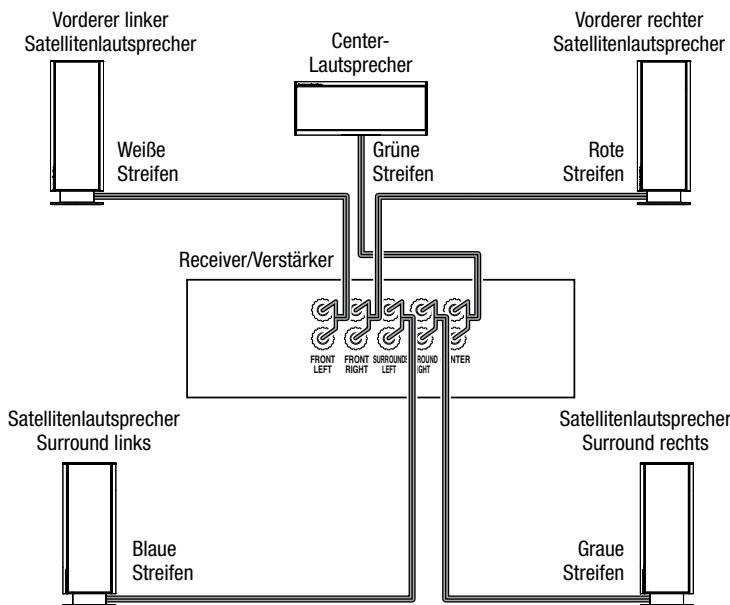 Vorderer linker
Satellitenlautsprecher
Center-
Lautsprecher
Vorderer rechter
Satellitenlautsprecher
Weiße
Streifen
Grüne
Streifen
Rote
Streifen
Receiver/Verstärker
FRONT
LEFT
FRONT
RIGHT
SURROUND
LEFT
Satellitenlautsprecher
Surround links
Satellitenlautsprecher
Surround rechts
Blaue
Streifen
Graue
Streifen